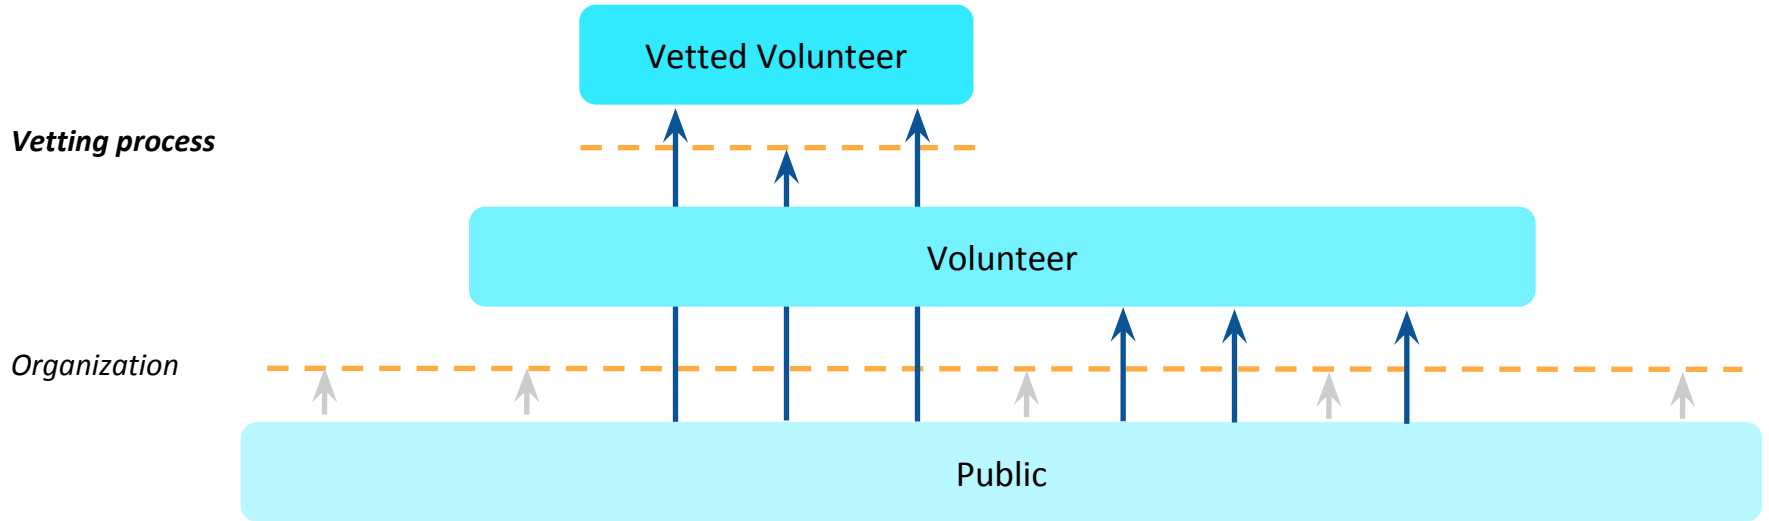 Vetted Volunteer
Vetting process
Volunteer
Organization
Public